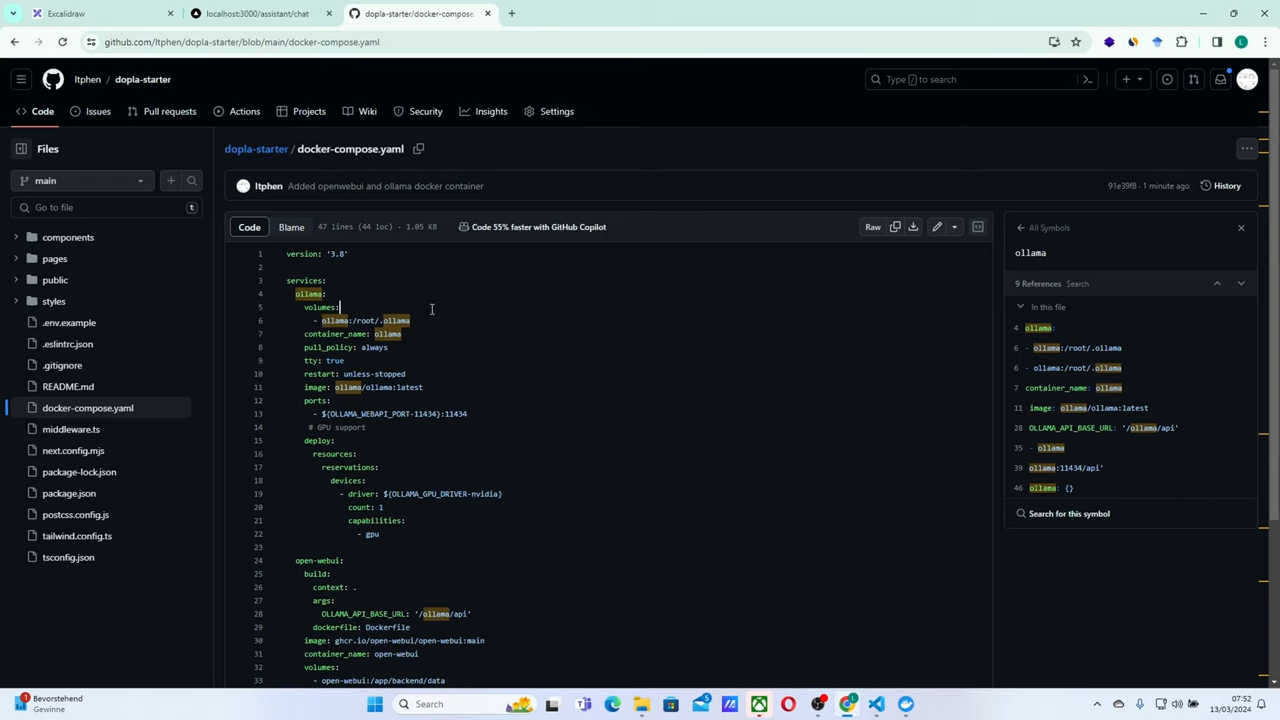 Excalidraw
localhost:3000/assistant/chat
dopla-starter/docker-compose
github.com/ltphen/dopla-starter/blob/main/docker-compose.yaml
ltphen / dopla-starter
Type / to search
Code
Issues
Pull requests
Actions
Projects
Wiki
Security
Insights
Settings
Files
main
Go to file
t
components
pages
public
styles
.env.example
.eslintrc.json
.gitignore
README.md
docker-compose.yaml
middleware.ts
next.config.mjs
package-lock.json
package.json
postcss.config.js
tailwind.config.ts
tsconfig.json
dopla-starter / docker-compose.yaml
ltphen Added openwebui and ollama docker container
91e39f8 · 1 minute ago
History
Code
Blame
47 lines (44 loc) · 1.05 KB
Code 55% faster with GitHub Copilot
Raw
1 version: '3.8'
2
3 services:
4 ollama:
5 volumes:
6 - ollama:/root/.ollama
7 container_name: ollama
8 pull_policy: always
9 tty: true
10 restart: unless-stopped
11 image: ollama/ollama:latest
12 ports:
13 - ${OLLAMA_WEBAPI_PORT-11434}:11434
14 # GPU support
15 deploy:
16 resources:
17 reservations:
18 devices:
19 - driver: ${OLLAMA_GPU_DRIVER-nvidia}
20 count: 1
21 capabilities:
22 - gpu
23
24 open-webui:
25 build:
26 context: .
27 args:
28 OLLAMA_API_BASE_URL: '/ollama/api'
29 dockerfile: Dockerfile
30 image: ghcr.io/open-webui/open-webui:main
31 container_name: open-webui
32 volumes:
33 - open-webui:/app/backend/data
All Symbols
ollama
9 References Search
In this file
4 ollama:
6 - ollama:/root/.ollama
6 - ollama:/root/.ollama
7 container_name: ollama
11 image: ollama/ollama:latest
28 OLLAMA_API_BASE_URL: '/ollama/api'
35 - ollama
39 ollama:11434/api'
46 ollama: {}
Search for this symbol
1
Bevorstehend
Gewinne
Search
07:52
13/03/2024